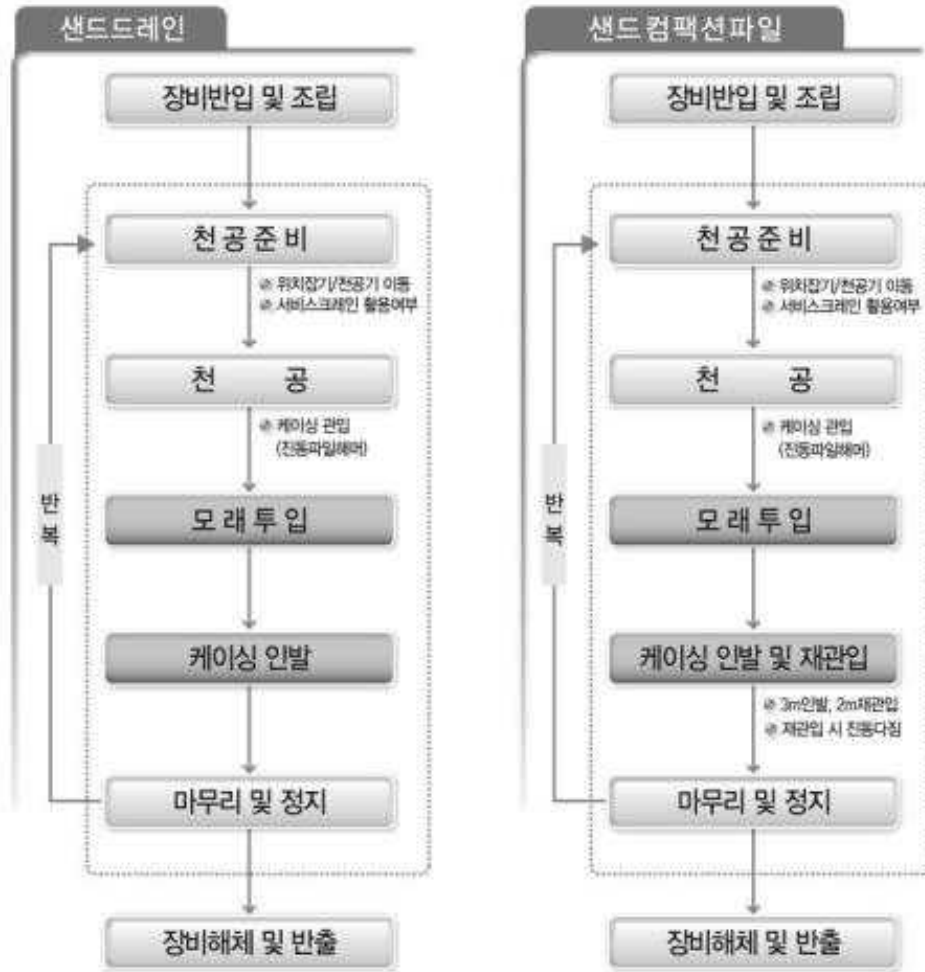 샌드드레인
장비반입 및 조립
천공준비
위치잡기/천공기 이동
서비스크레인 활용여부
천 공
케이싱 관입
(진동파일해머)
모래투입
케이싱 인발
마무리 및 정지
반복
장비해체 및 반출
샌드컴팩션파일
장비반입 및 조립
천공준비
위치잡기/천공기 이동
서비스크레인 활용여부
천 공
케이싱 관입
(진동파일해머)
모래투입
케이싱 인발 및 재관입
3m인발, 2m재관입
재관입 시 진동다짐
마무리 및 정지
반복
장비해체 및 반출